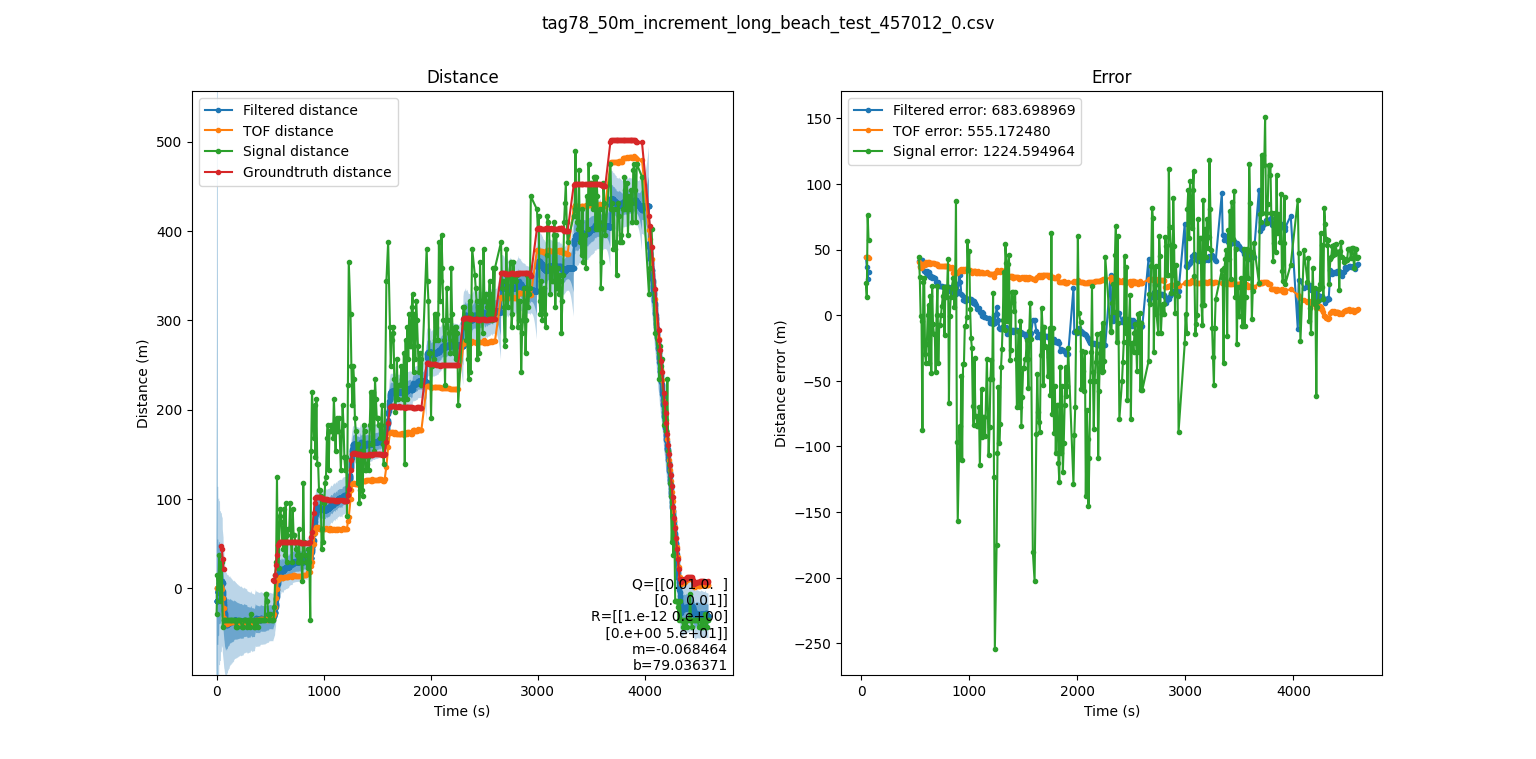 tag78_50m_increment_long_beach_test_457012_0.csv
Distance
Filtered distance
TOF distance
Signal distance
Groundtruth distance
500
400
300
200
100
0
Distance (m)
Q=[[0.01 0.  ]
[0.   0.01]]
R=[[1.e-12 0.e+00]
[0.e+00 5.e+01]]
m=-0.068464
b=79.036371
0 1000 2000 3000 4000
Time (s)
Error
Filtered error: 683.698969
TOF error: 555.172480
Signal error: 1224.594964
150
100
50
0
−50
−100
−150
−200
−250
Distance error (m)
0 1000 2000 3000 4000
Time (s)